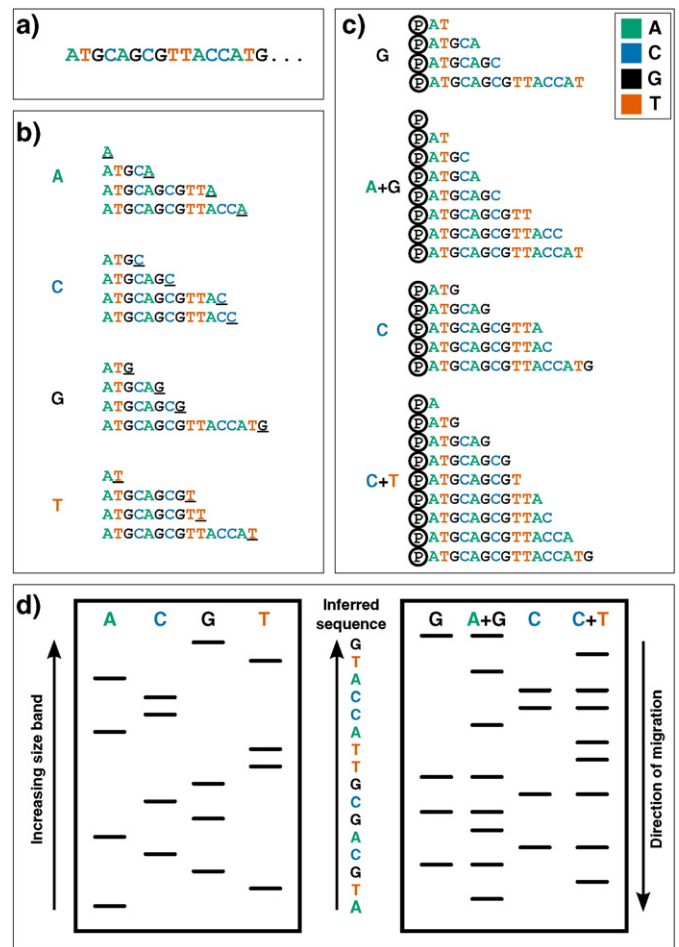 a)
ATGCAGCGTTACCATG...
b)
A
A
ATGCA
ATGCAGCGTTA
ATGCAGCGTTACCA
C
ATGC
ATGCAGC
ATGCAGCGTTAC
ATGCAGCGTTACC
G
ATG
ATGCAG
ATGCAGCG
ATGCAGCGTTACCATG
T
AT
ATGCAGCGT
ATGCAGCGTT
ATGCAGCGTTACCAT
c)
A
C
G
T
G
PAT
PATGCA
PATGCAGC
PATGCAGCGTTACCAT
A+G
P
PAT
PATGC
PATGCA
PATGCAGC
PATGCAGCGTT
PATGCAGCGTTACC
PATGCAGCGTTACCAT
C
PATG
PATGCAG
PATGCAGCGTTA
PATGCAGCGTTAC
PATGCAGCGTTACCATG
C+T
PA
PATG
PATGCAG
PATGCAGCG
PATGCAGCGT
PATGCAGCGTTA
PATGCAGCGTTAC
PATGCAGCGTTACCA
PATGCAGCGTTACCATG
d)
Increasing size band
A C G T
Inferred
sequence
G
T
A
C
C
A
T
T
G
C
G
A
C
G
T
A
G A+G C C+T
Direction of migration